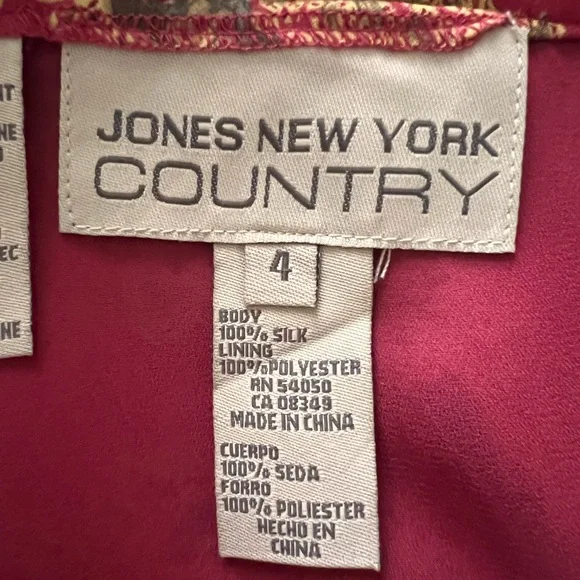 JONES NEW YORK
COUNTRY
4
BODY
100% SILK
LINING
100%POLYESTER
RN 54050
CA 08349
MADE IN CHINA
CUERPO
100% SEDA
FORRO
100% POLIESTER
HECHO EN
CHINA